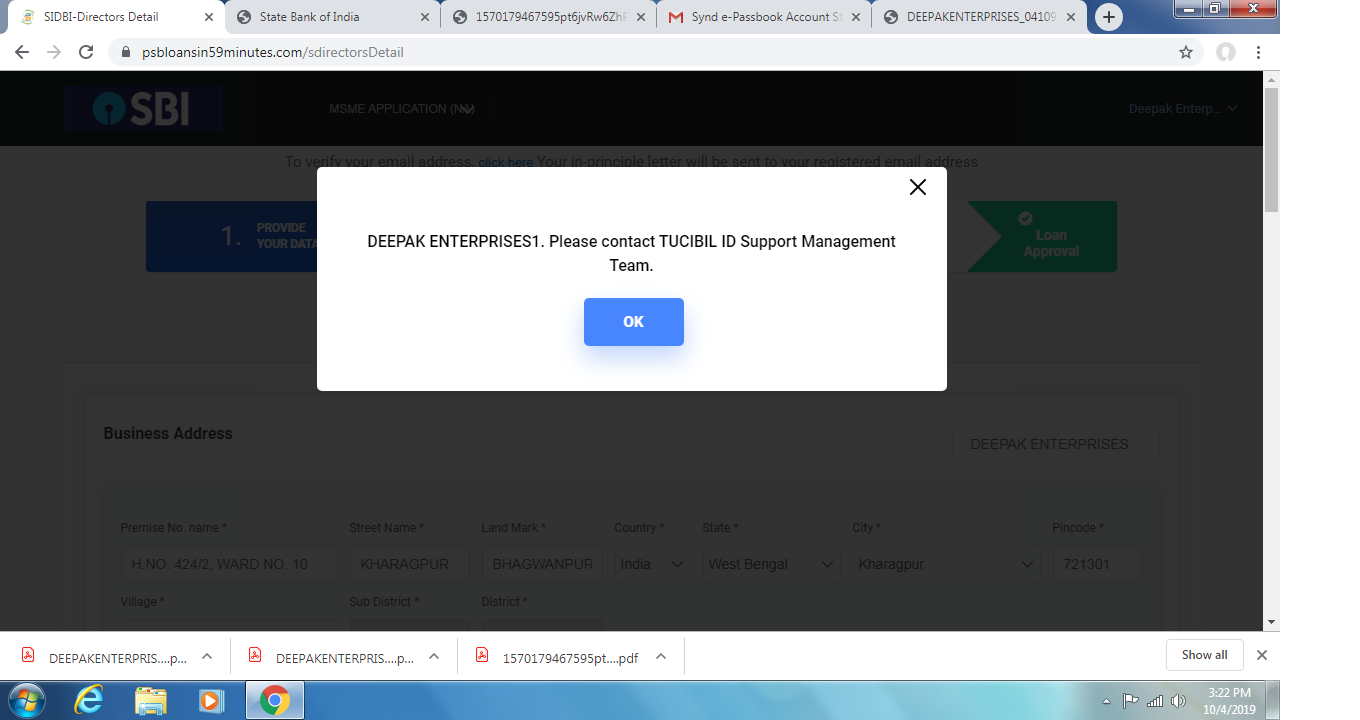 SIDBI-Directors Detail
State Bank of India
1570179467595pt6jvRw6ZhP
Synd e-Passbook Account St
DEEPAKENTERPRISES_04109
psbloansin59minutes.com/sdirectorsDetail
SBI
MSME APPLICATION
Deepak Enterp...
To verify your email address, click here Your in-principle letter will be sent to your registered email address
1. PROVIDE
YOUR DATA
Loan
Approval
DEEPAK ENTERPRISES1. Please contact TUCIBIL ID Support Management
Team.
OK
Business Address
DEEPAK ENTERPRISES
Premise No. name * Street Name * Land Mark * Country * State * City * Pincode *
H.NO. 424/2, WARD NO. 10 KHARAGPUR BHAGWANPUR India West Bengal Kharagpur 721301
Village * Sub District * District *
DEEPAKENTERPRIS....p...
DEEPAKENTERPRIS....p...
1570179467595pt....pdf
Show all
3:22 PM
10/4/2019